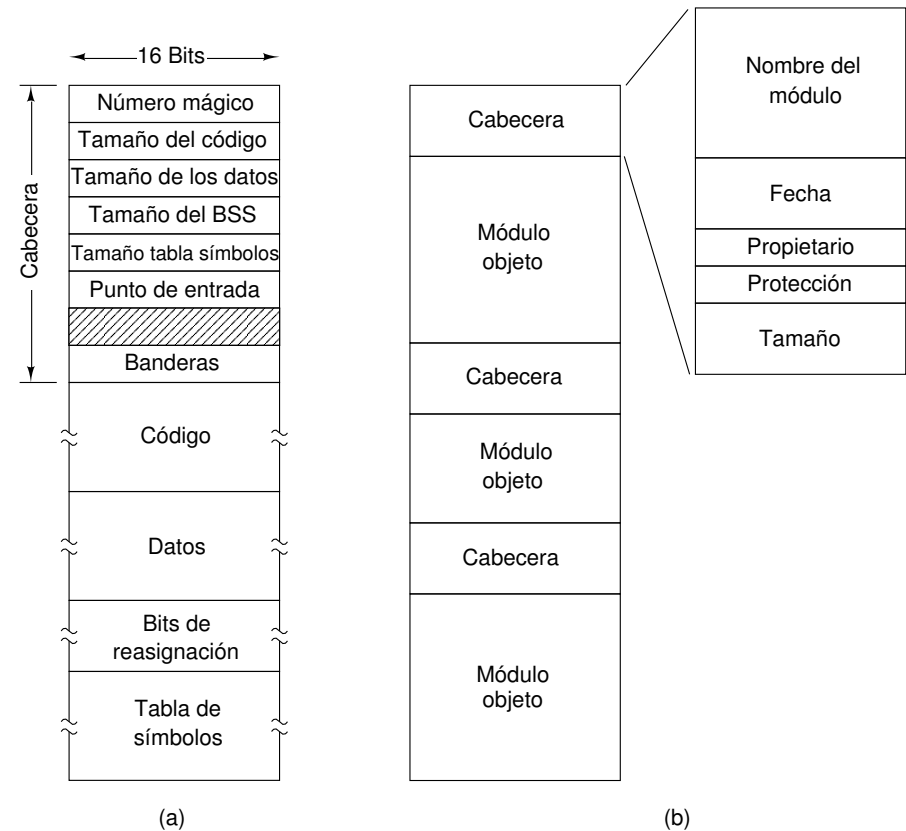 16 Bits
Cabecera
Número mágico
Tamaño del código
Tamaño de los datos
Tamaño del BSS
Tamaño tabla símbolos
Punto de entrada
Banderas
Código
Datos
Bits de
reasignación
Tabla de
símbolos
(a)
Cabecera
Módulo
objeto
Cabecera
Módulo
objeto
Cabecera
Módulo
objeto
Nombre del
módulo
Fecha
Propietario
Protección
Tamaño
(b)